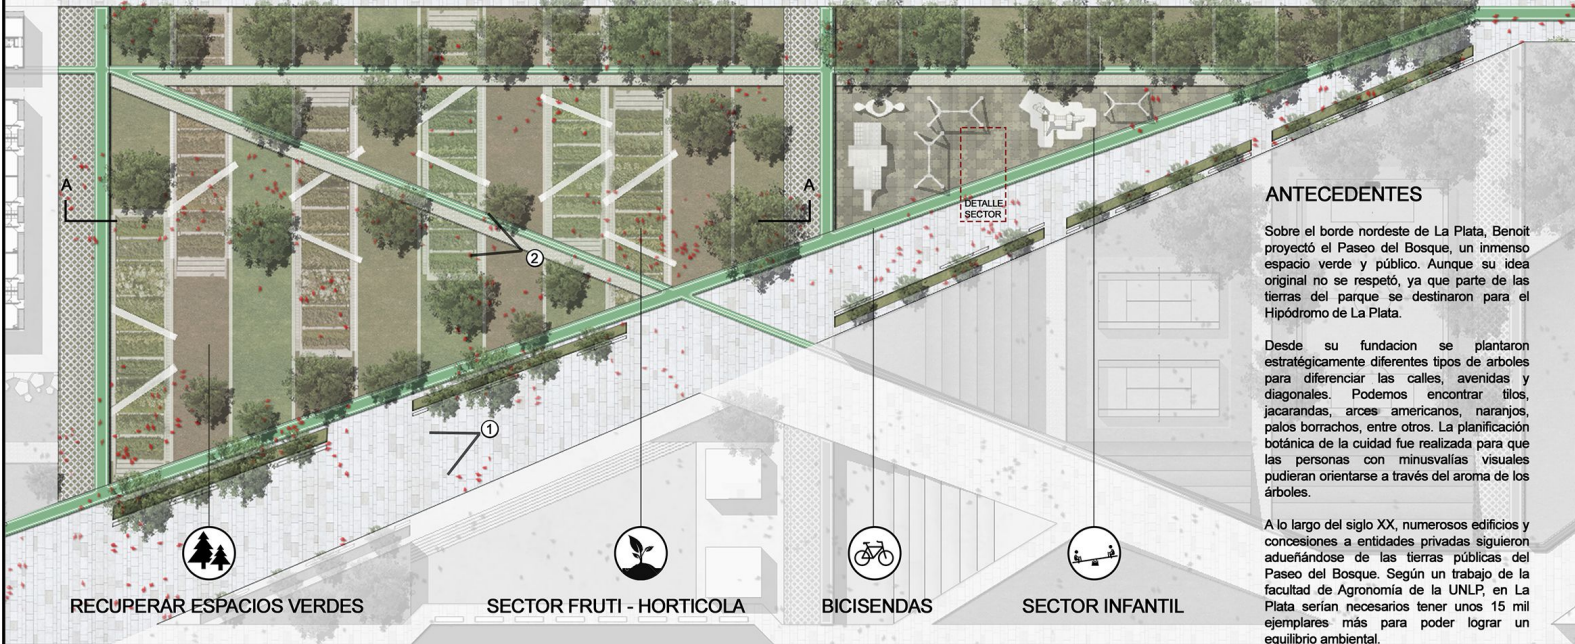 A
A
DETALLE
SECTOR
2
1
RECUPERAR ESPACIOS VERDES
SECTOR FRUTI - HORTICOLA
BICISENDAS
SECTOR INFANTIL
ANTECEDENTES
Sobre el borde nordeste de La Plata, Benoit
proyectó el Paseo del Bosque, un inmenso
espacio verde y público. Aunque su idea
original no se respetó, ya que parte de las
tierras del parque se destinaron para el
Hipódromo de La Plata.
Desde su fundacion se plantaron
estratégicamente diferentes tipos de arboles
para diferenciar las calles, avenidas y
diagonales. Podemos encontrar tilos,
jacarandas, arces americanos, naranjos,
palos borrachos, entre otros. La planificación
botánica de la cuidad fue realizada para que
las personas con minusvalías visuales
pudieran orientarse a través del aroma de los
árboles.
A lo largo del siglo XX, numerosos edificios y
concesiones a entidades privadas siguieron
adueñándose de las tierras públicas del
Paseo del Bosque. Según un trabajo de la
facultad de Agronomía de la UNLP, en La
Plata serían necesarios tener unos 15 mil
ejemplares más para poder lograr un
equilibrio ambiental.